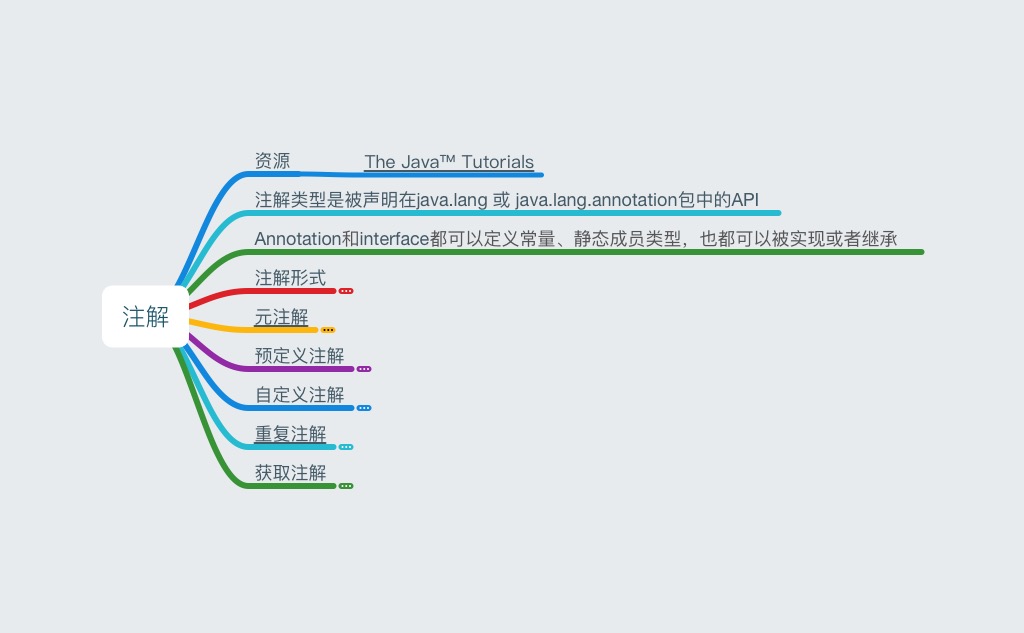 资源
The Java™ Tutorials
注解类型是被声明在java.lang 或 java.lang.annotation包中的API
Annotation和interface都可以定义常量、静态成员类型，也都可以被实现或者继承
注解形式
注解
元注解
预定义注解
自定义注解
重复注解
获取注解